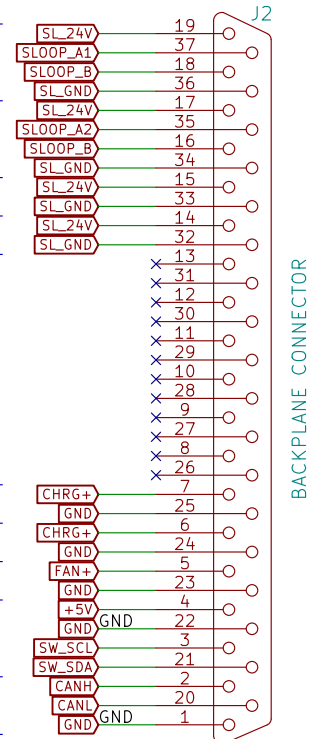 J2
SL_24V 19
SLOOP_A1 37
SLOOP_B 18
SL_GND 36
SL_24V 17
SLOOP_A2 35
SLOOP_B 16
SL_GND 34
SL_24V 15
SL_GND 33
SL_24V 14
SL_GND 32
13
31
12
30
11
29
10
28
9
27
8
26
CHRG+ 7
GND 25
CHRG+ 6
GND 24
FAN+ 5
GND 23
+5V 4
GND GND 22
SW_SCL 3
SW_SDA 21
CANH 2
CANL 20
GND GND 1
BACKPLANE CONNECTOR